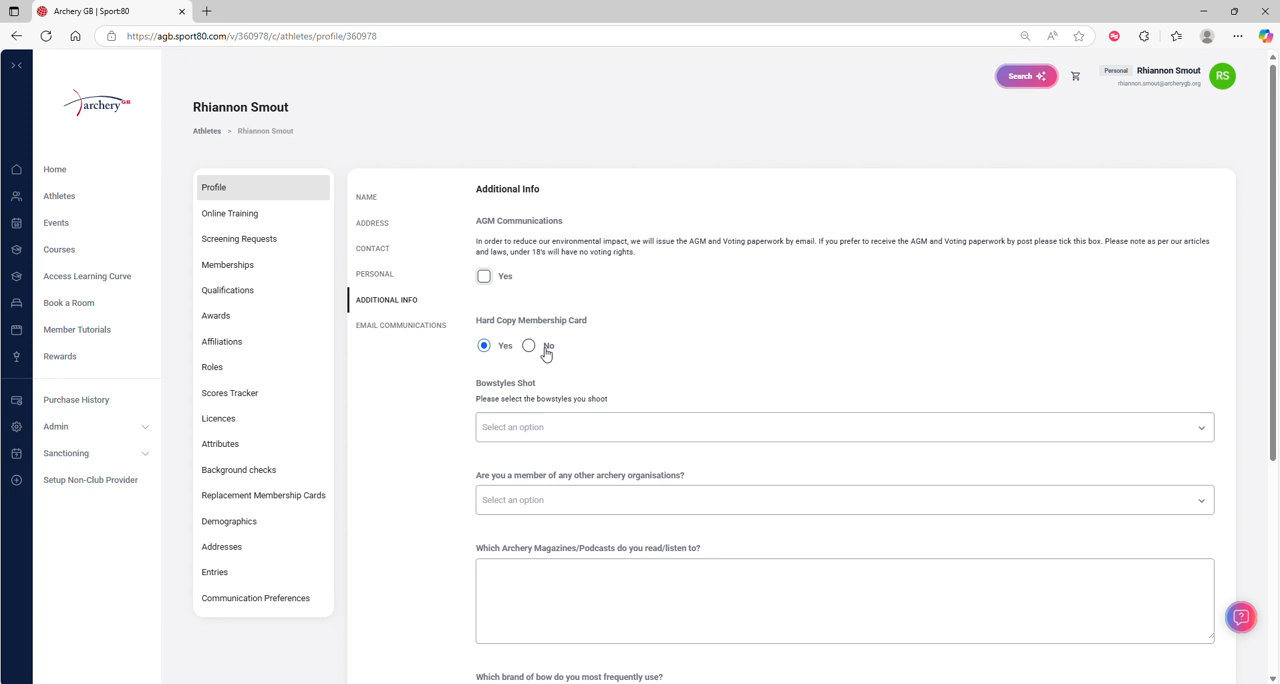 Archery GB | Sport:80
https://agb.sport80.com/v/360978/c/athletes/profile/360978
archery GB
Search
Personal
Rhiannon Smout
rhiannon.smout@archerygb.org
RS
Rhiannon Smout
Athletes > Rhiannon Smout
Home
Athletes
Events
Courses
Access Learning Curve
Book a Room
Member Tutorials
Rewards
Purchase History
Admin
Sanctioning
Setup Non-Club Provider
Profile
Online Training
Screening Requests
Memberships
Qualifications
Awards
Affiliations
Roles
Scores Tracker
Licences
Attributes
Background checks
Replacement Membership Cards
Demographics
Addresses
Entries
Communication Preferences
NAME
ADDRESS
CONTACT
PERSONAL
ADDITIONAL INFO
EMAIL COMMUNICATIONS
Additional Info
AGM Communications
In order to reduce our environmental impact, we will issue the AGM and Voting paperwork by email. If you prefer to receive the AGM and Voting paperwork by post please tick this box. Please note as per our articles
and laws, under 18's will have no voting rights.
Yes
Hard Copy Membership Card
Yes No
Bowstyles Shot
Please select the bowstyles you shoot
Select an option
Are you a member of any other archery organisations?
Select an option
Which Archery Magazines/Podcasts do you read/listen to?
Which brand of bow do you most frequently use?